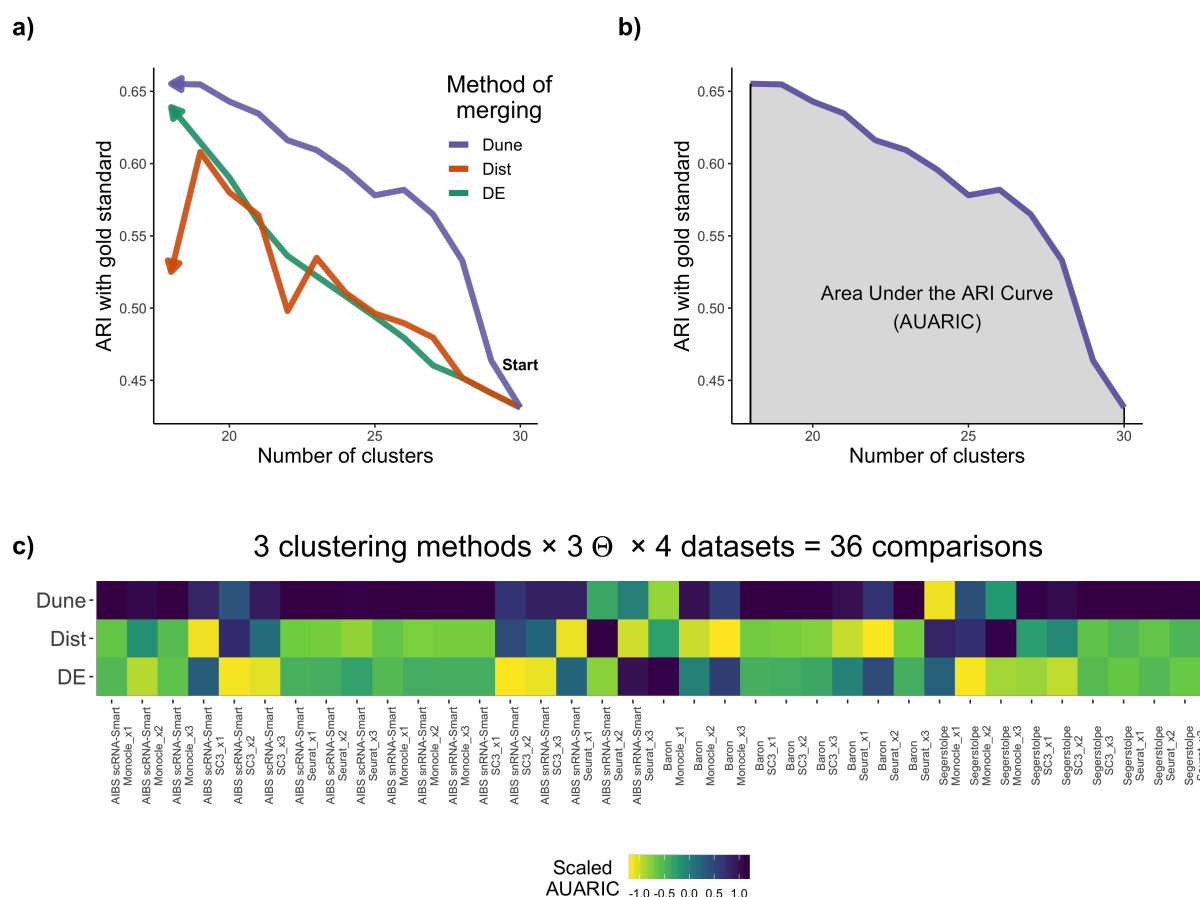 a)
ARI with gold standard
0.65
0.60
0.55
0.50
0.45
20
25
30
Number of clusters
Method of
merging
Dune
Dist
DE
Start
b)
ARI with gold standard
0.65
0.60
0.55
0.50
0.45
20
25
30
Number of clusters
Area Under the ARI Curve
(AUARIC)
c)
3 clustering methods × 3 Θ × 4 datasets = 36 comparisons
Dune
Dist
DE
AIBS scRNA-Smart
Monocle_x1
AIBS scRNA-Smart
Monocle_x2
AIBS scRNA-Smart
Monocle_x3
AIBS scRNA-Smart
SC3_x1
AIBS scRNA-Smart
SC3_x2
AIBS scRNA-Smart
SC3_x3
AIBS scRNA-Smart
Seurat_x1
AIBS scRNA-Smart
Seurat_x2
AIBS scRNA-Smart
Seurat_x3
AIBS snRNA-Smart
Monocle_x1
AIBS snRNA-Smart
Monocle_x2
AIBS snRNA-Smart
Monocle_x3
AIBS snRNA-Smart
SC3_x1
AIBS snRNA-Smart
SC3_x2
AIBS snRNA-Smart
SC3_x3
AIBS snRNA-Smart
Seurat_x1
AIBS snRNA-Smart
Seurat_x2
AIBS snRNA-Smart
Seurat_x3
Baron
Monocle_x1
Baron
Monocle_x2
Baron
Monocle_x3
Baron
SC3_x1
Baron
SC3_x2
Baron
SC3_x3
Baron
Seurat_x1
Baron
Seurat_x2
Baron
Seurat_x3
Segerstolpe
Monocle_x1
Segerstolpe
Monocle_x2
Segerstolpe
Monocle_x3
Segerstolpe
SC3_x1
Segerstolpe
SC3_x2
Segerstolpe
SC3_x3
Segerstolpe
Seurat_x1
Segerstolpe
Seurat_x2
Segerstolpe
Scaled
AUARIC
-1.0 -0.5 0.0 0.5 1.0